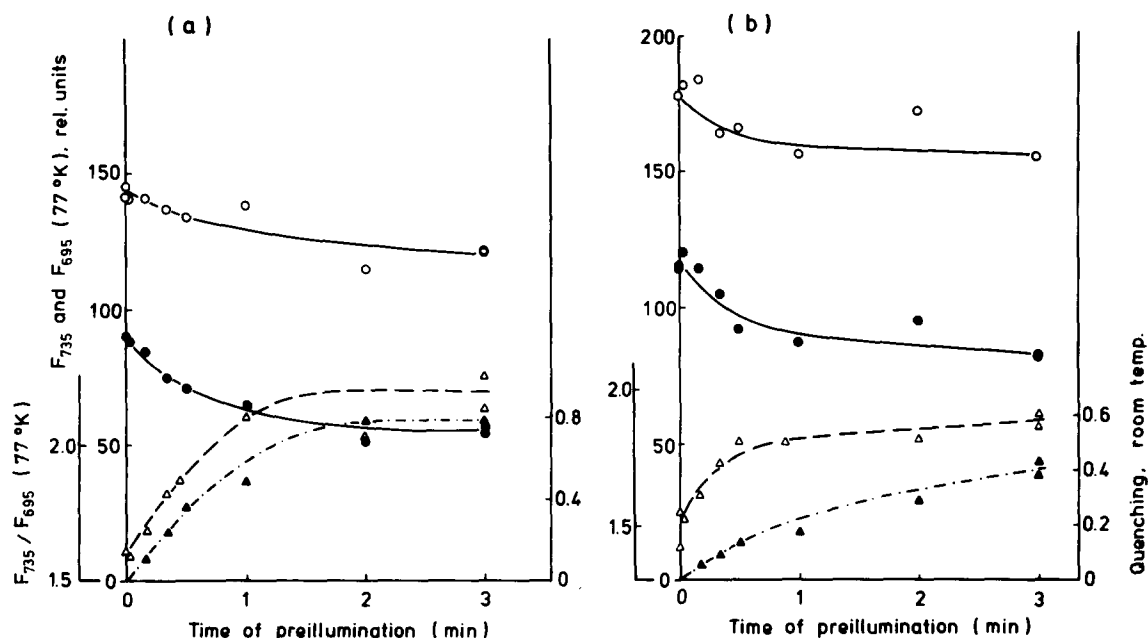 (a)
(b)
F735 and F695 (77 °K), rel. units
150
100
50
0
F735 / F695 (77 °K)
2.0
1.5
0.8
0.4
0
0 1 2 3
Time of preillumination (min)
200
150
100
50
0
2.0
1.5
0.6
0.4
0.2
0
Quenching, room temp.
0 1 2 3
Time of preillumination (min)